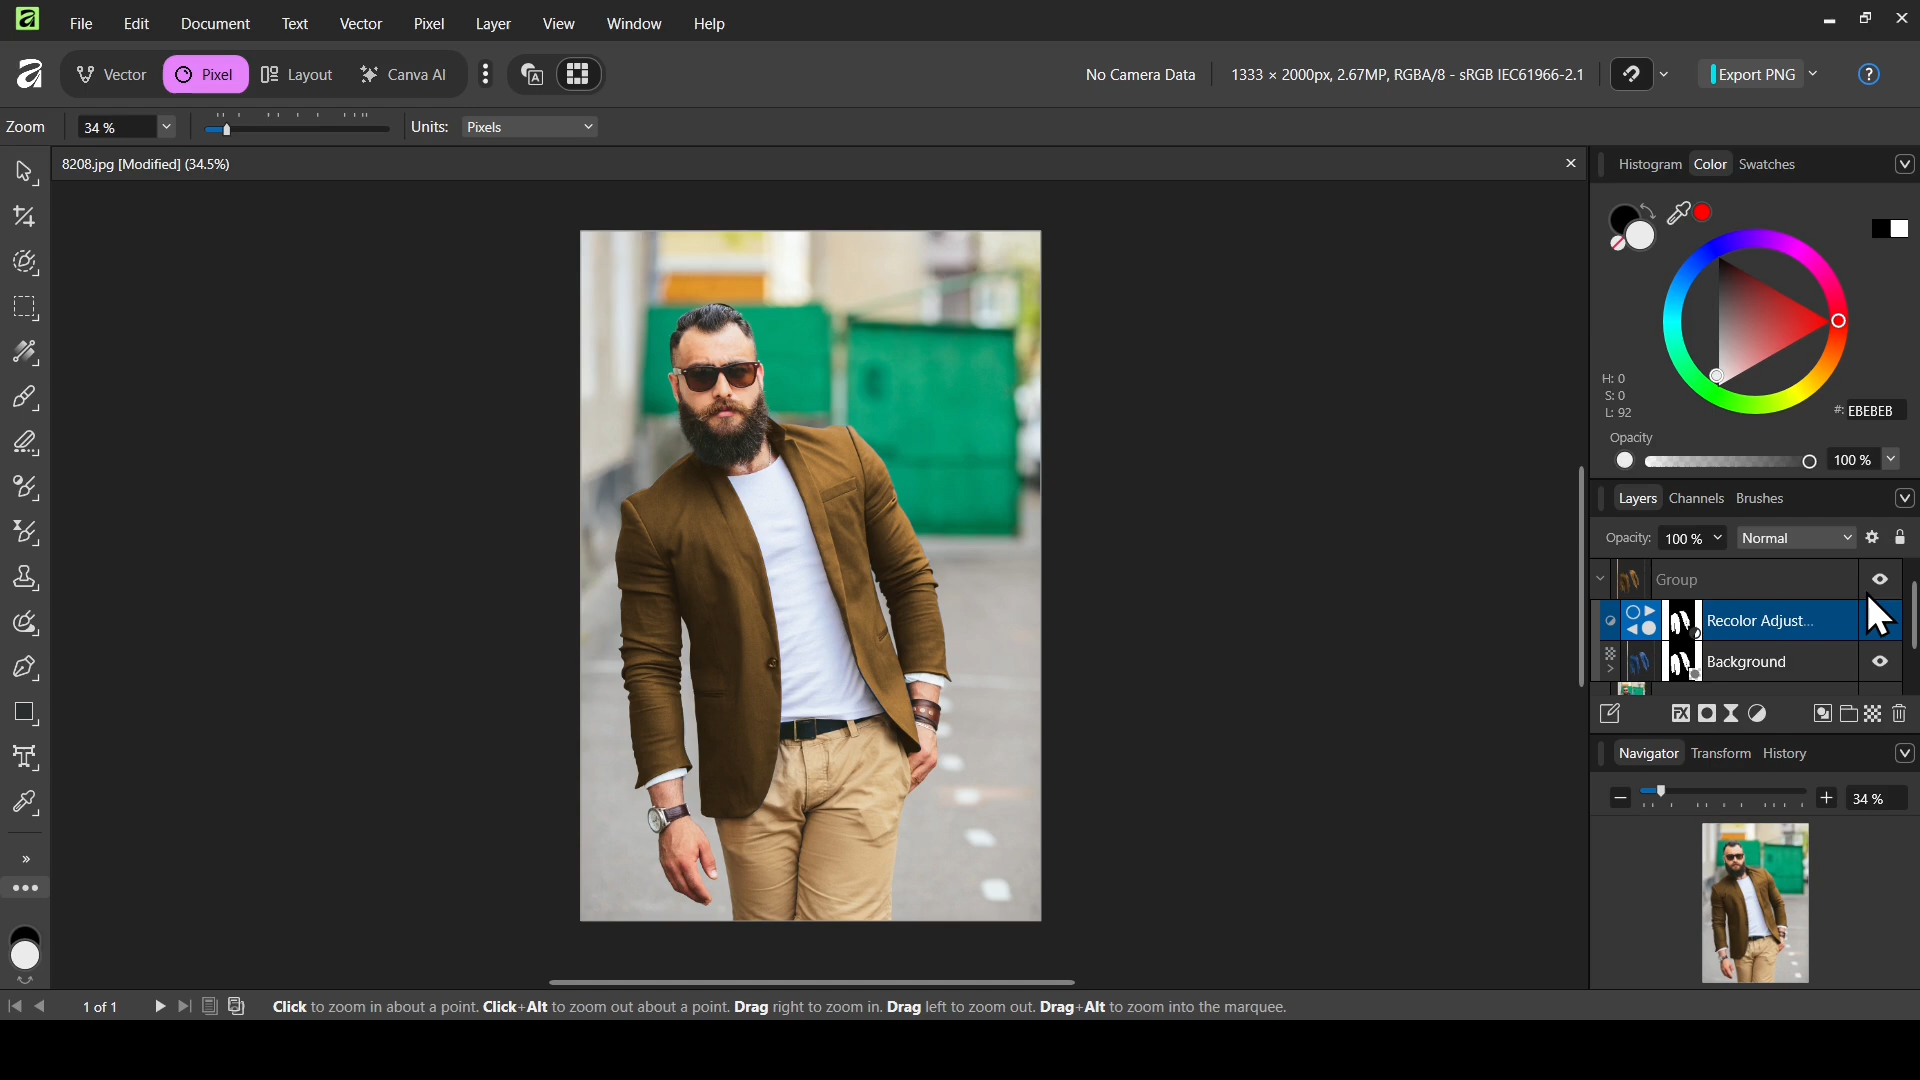 File Edit Document Text Vector Pixel Layer View Window Help
Vector Pixel Layout Canva AI No Camera Data 1333 × 2000px, 2.67MP, RGBA/8 - sRGB IEC61966-2.1 Export PNG ?
Zoom 34 % Units: Pixels
8208.jpg [Modified] (34.5%)
Histogram Color Swatches
H: 0
S: 0
L: 92
#: EBEBEB
Opacity
100 %
Layers Channels Brushes
Opacity: 100 % Normal
Group
Recolor Adjust...
Background
FX
Navigator Transform History
34 %
1 of 1 Click to zoom in about a point. Click+Alt to zoom out about a point. Drag right to zoom in. Drag left to zoom out. Drag+Alt to zoom into the marquee.